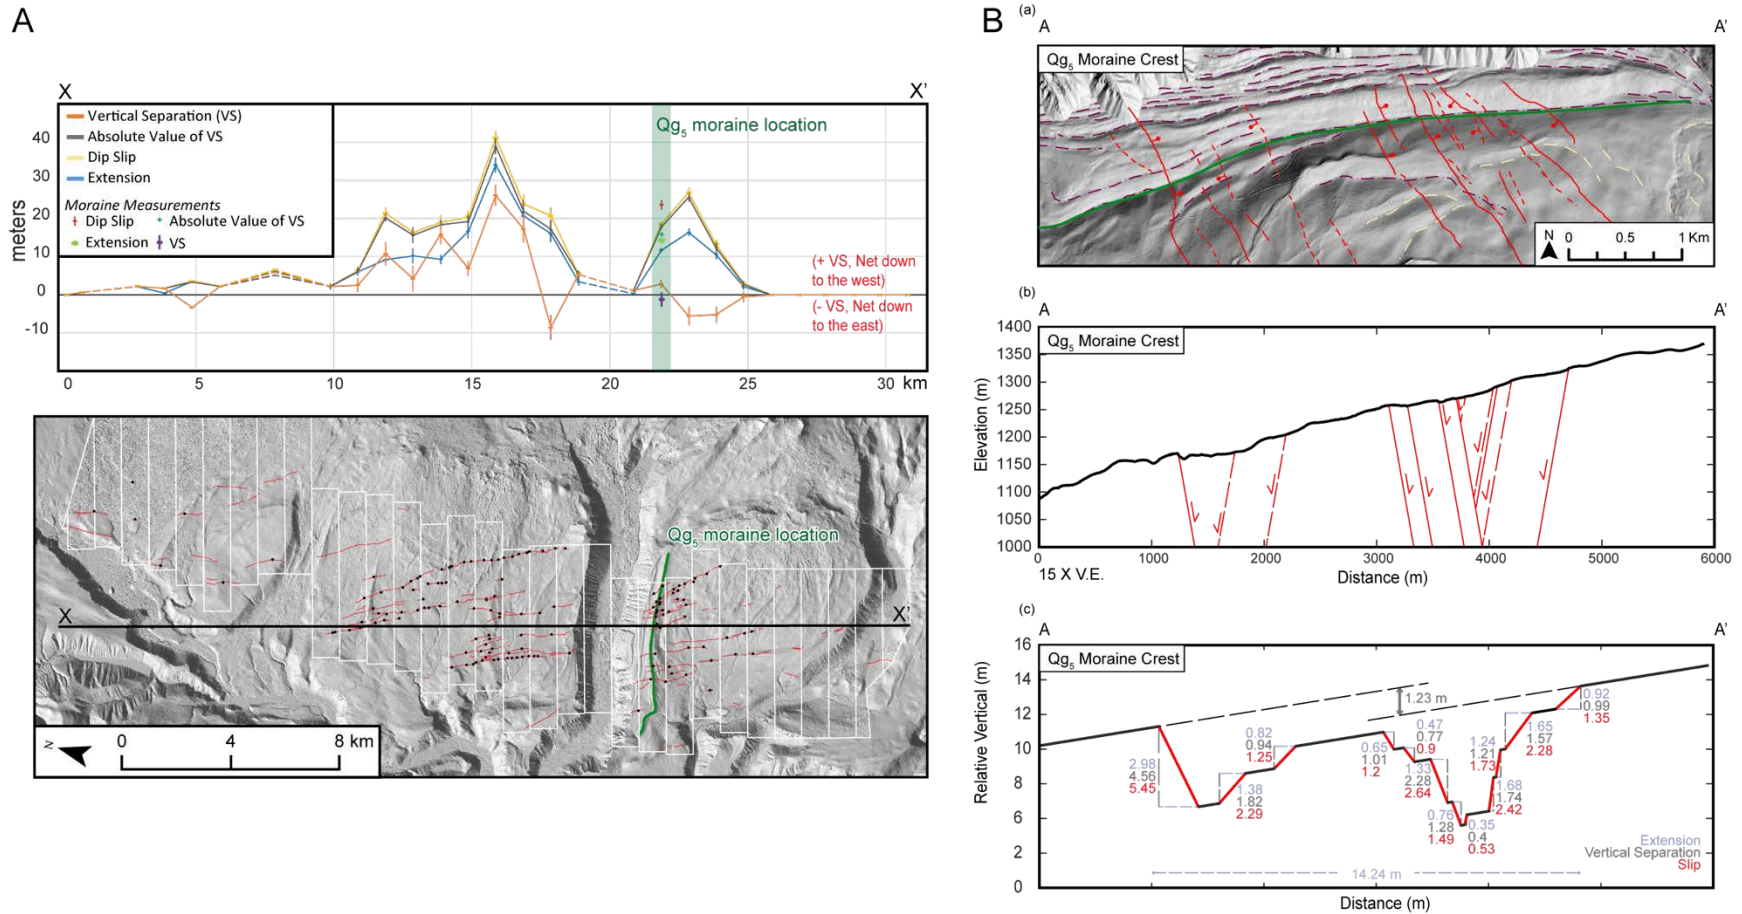 A
X
X'
Vertical Separation (VS)
Absolute Value of VS
Dip Slip
Extension
Moraine Measurements
Dip Slip
Absolute Value of VS
Extension
VS
Qg5 moraine location
(+ VS, Net down
to the west)
(- VS, Net down
to the east)
meters
40
30
20
10
0
-10
0
5
10
15
20
25
30
km
Qg5 moraine location
X
X'
N
0
4
8 km
B
(a)
A
A'
Qg5 Moraine Crest
N
0
0.5
1 Km
(b)
A
A'
Qg5 Moraine Crest
Elevation (m)
1400
1350
1300
1250
1200
1150
1100
1050
1000
0
1000
2000
3000
4000
5000
6000
15 X V.E.
Distance (m)
(c)
A
A'
Qg5 Moraine Crest
Relative Vertical (m)
16
14
12
10
8
6
4
2
0
1.23 m
2.98
4.56
5.45
0.82
0.94
1.25
1.38
1.82
2.29
0.65
1.01
1.2
0.47
0.77
0.9
1.33
2.28
2.64
0.76
1.28
1.49
0.35
0.4
0.53
1.24
1.21
1.73
1.68
1.74
2.42
1.65
1.57
2.28
0.92
0.99
1.35
Extension
Vertical Separation
Slip
14.24 m
Distance (m)